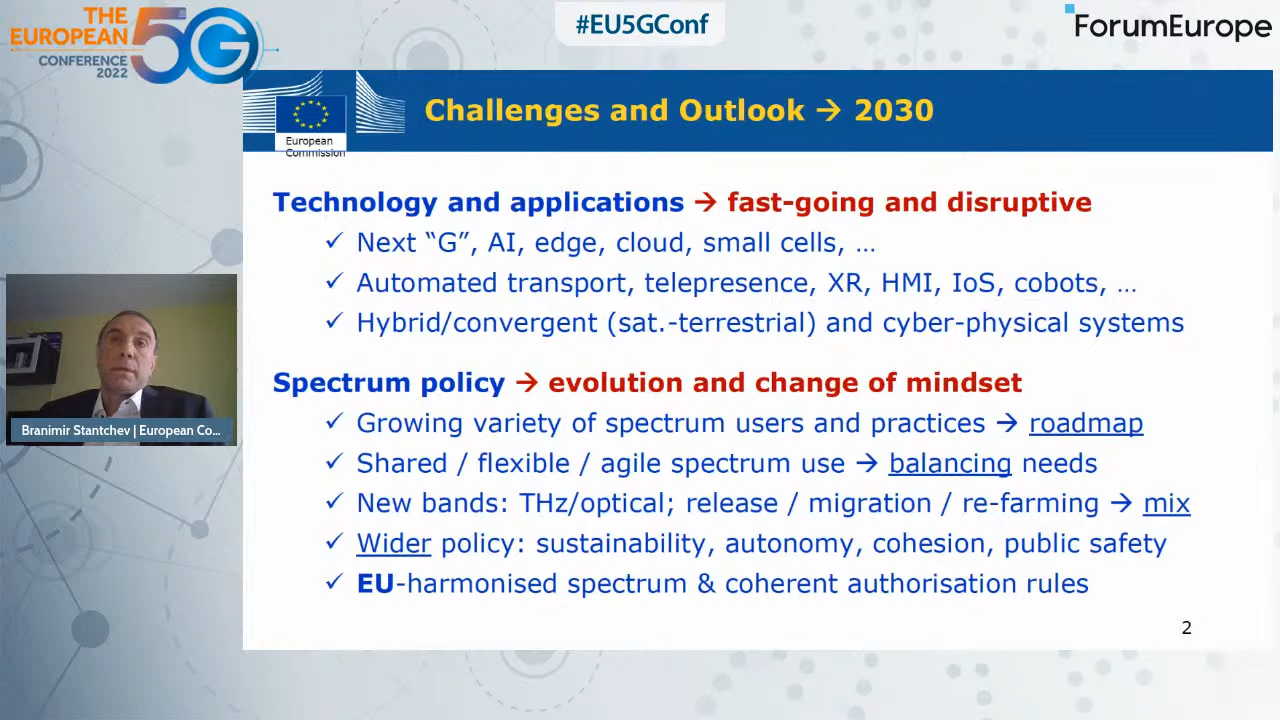 THE
EUROPEAN
CONFERENCE
2022
5G
#EU5GConf
ForumEurope
European
Commission
Challenges and Outlook → 2030
Technology and applications → fast-going and disruptive
✓ Next “G”, AI, edge, cloud, small cells, …
✓ Automated transport, telepresence, XR, HMI, IoS, cobots, …
✓ Hybrid/convergent (sat.-terrestrial) and cyber-physical systems
Spectrum policy → evolution and change of mindset
✓ Growing variety of spectrum users and practices → roadmap
✓ Shared / flexible / agile spectrum use → balancing needs
✓ New bands: THz/optical; release / migration / re-farming → mix
✓ Wider policy: sustainability, autonomy, cohesion, public safety
✓ EU-harmonised spectrum & coherent authorisation rules
2
Branimir Stantchev | European Co...